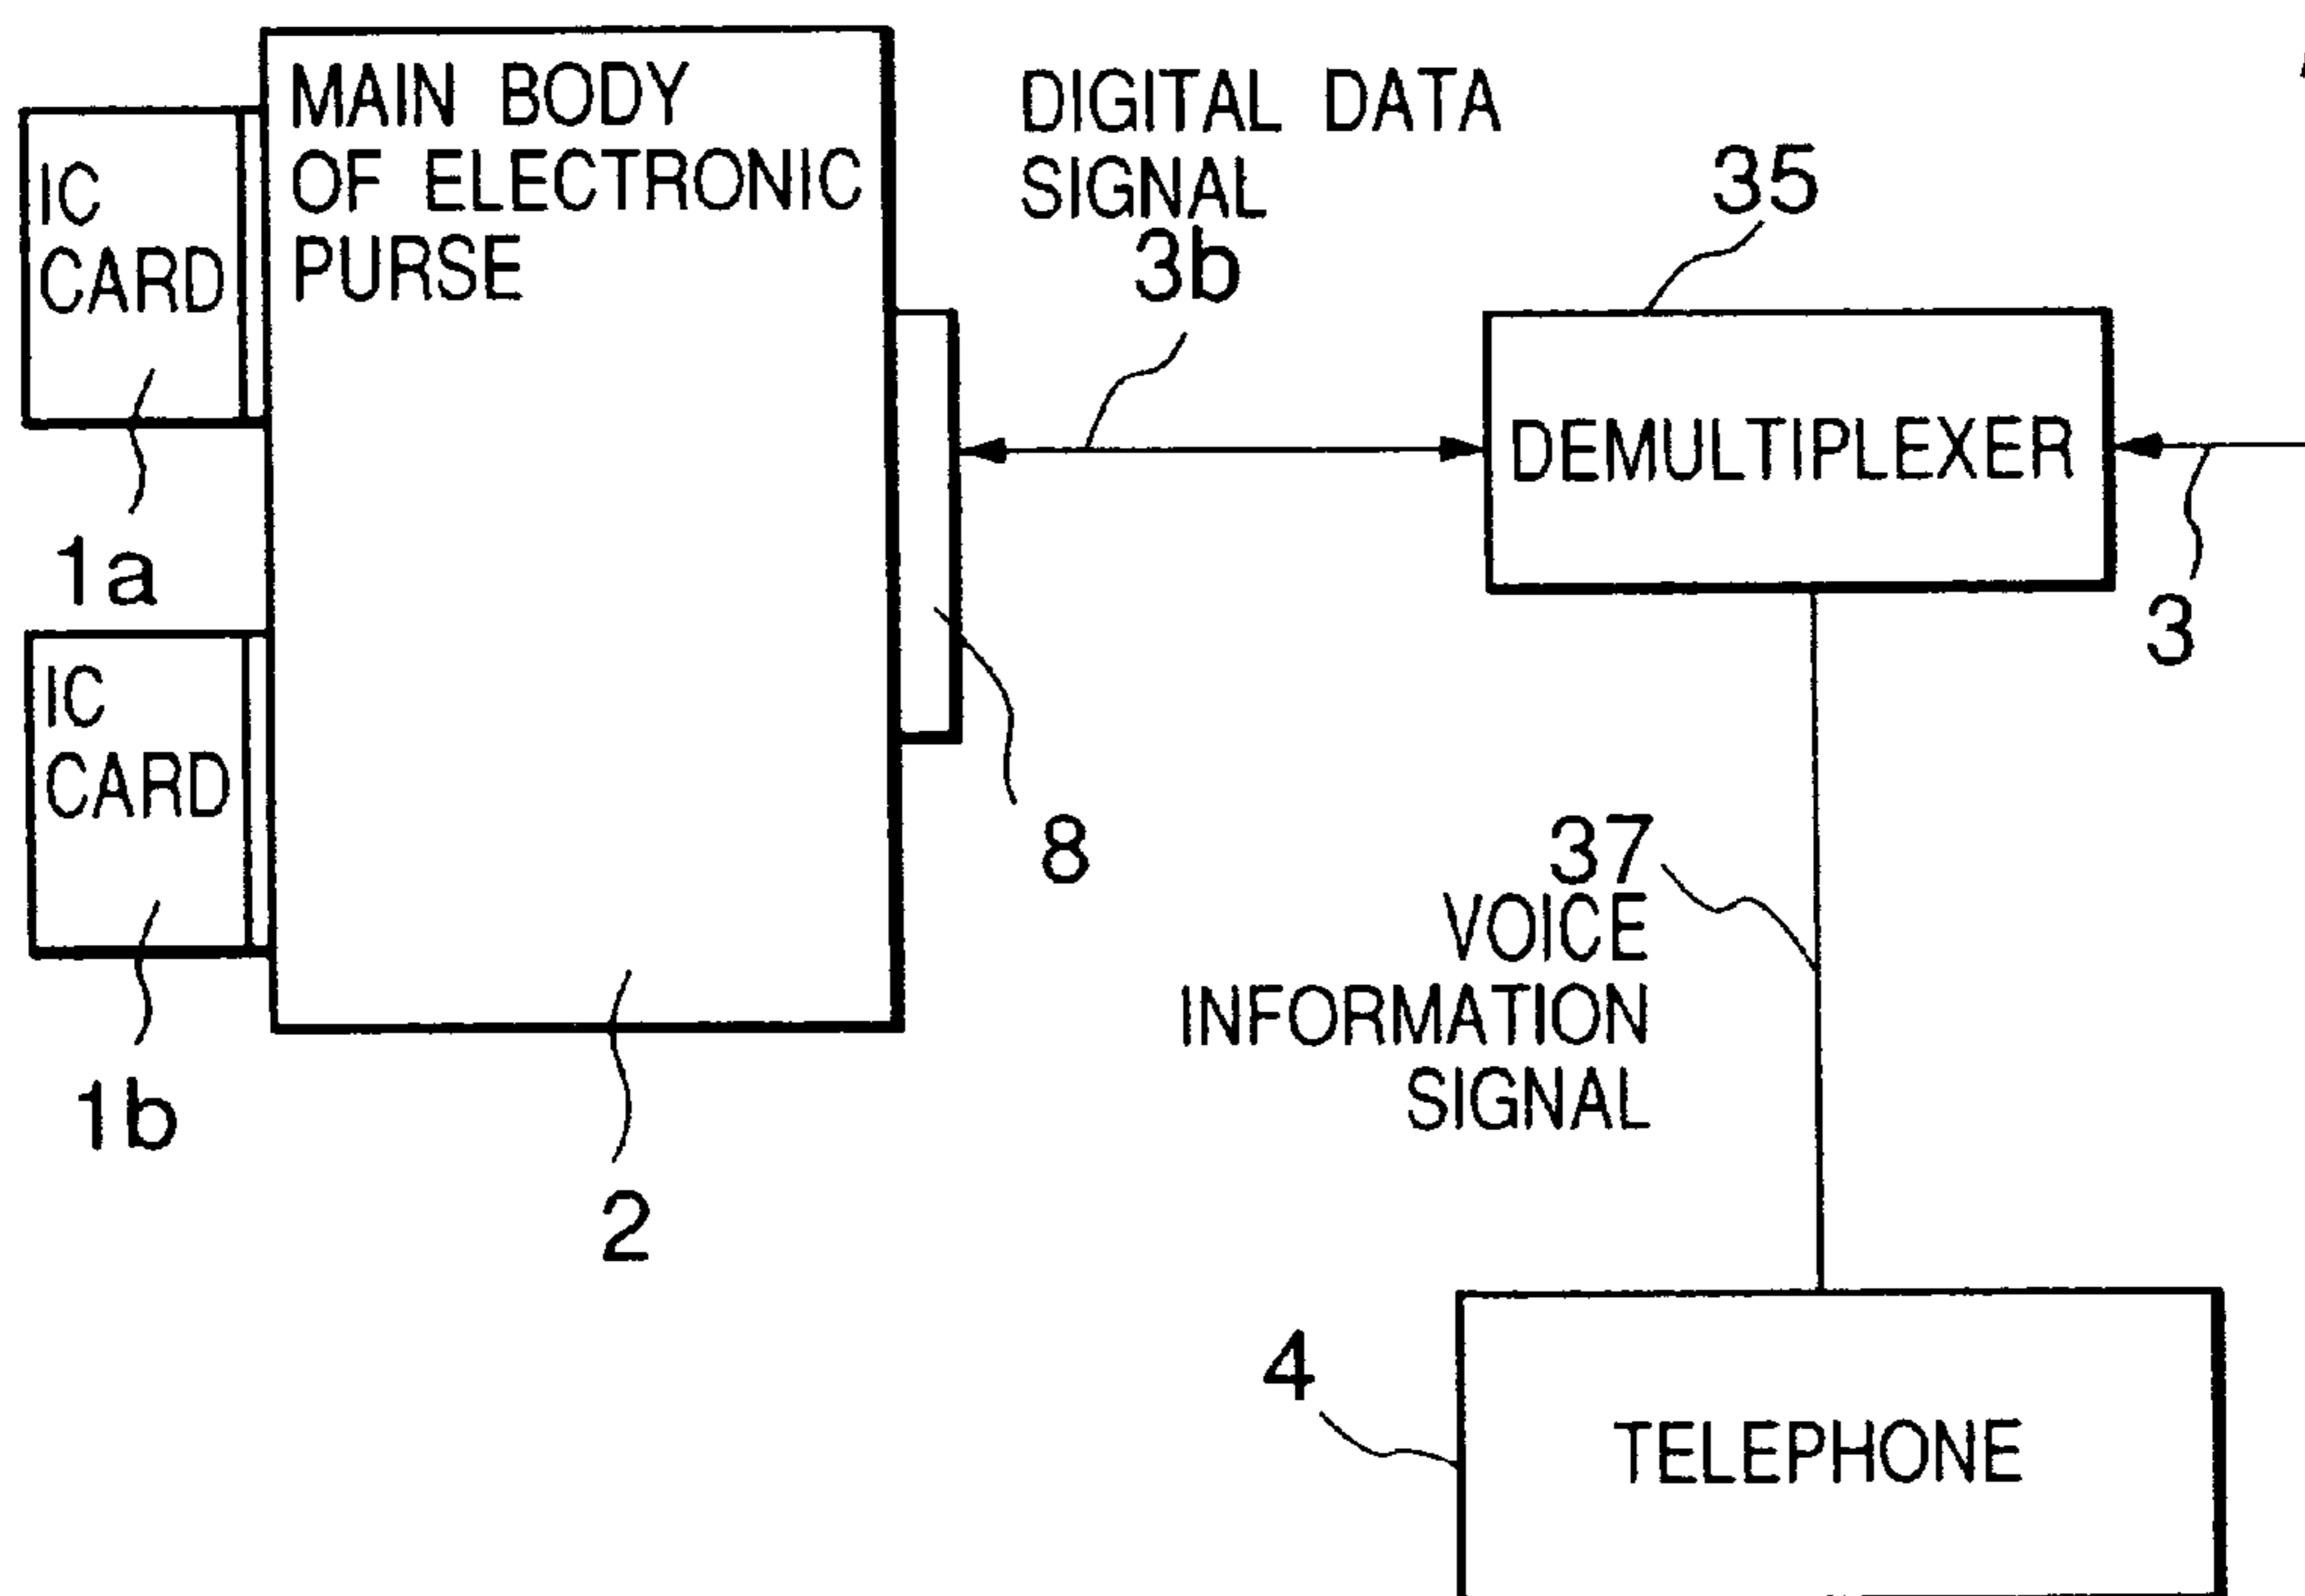 MAIN BODY
OF ELECTRONIC
PURSE
IC
CARD
1a
IC
CARD
1b
2
8
DIGITAL DATA
SIGNAL
3b
35
DEMULTIPLEXER
3
37
VOICE
INFORMATION
SIGNAL
4
TELEPHONE